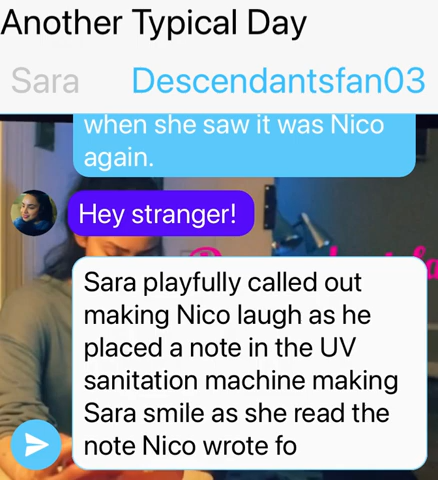 Another Typical Day
Sara Descendantsfan03
when she saw it was Nico
again.
Hey stranger!
Sara playfully called out
making Nico laugh as he
placed a note in the UV
sanitation machine making
Sara smile as she read the
note Nico wrote fo